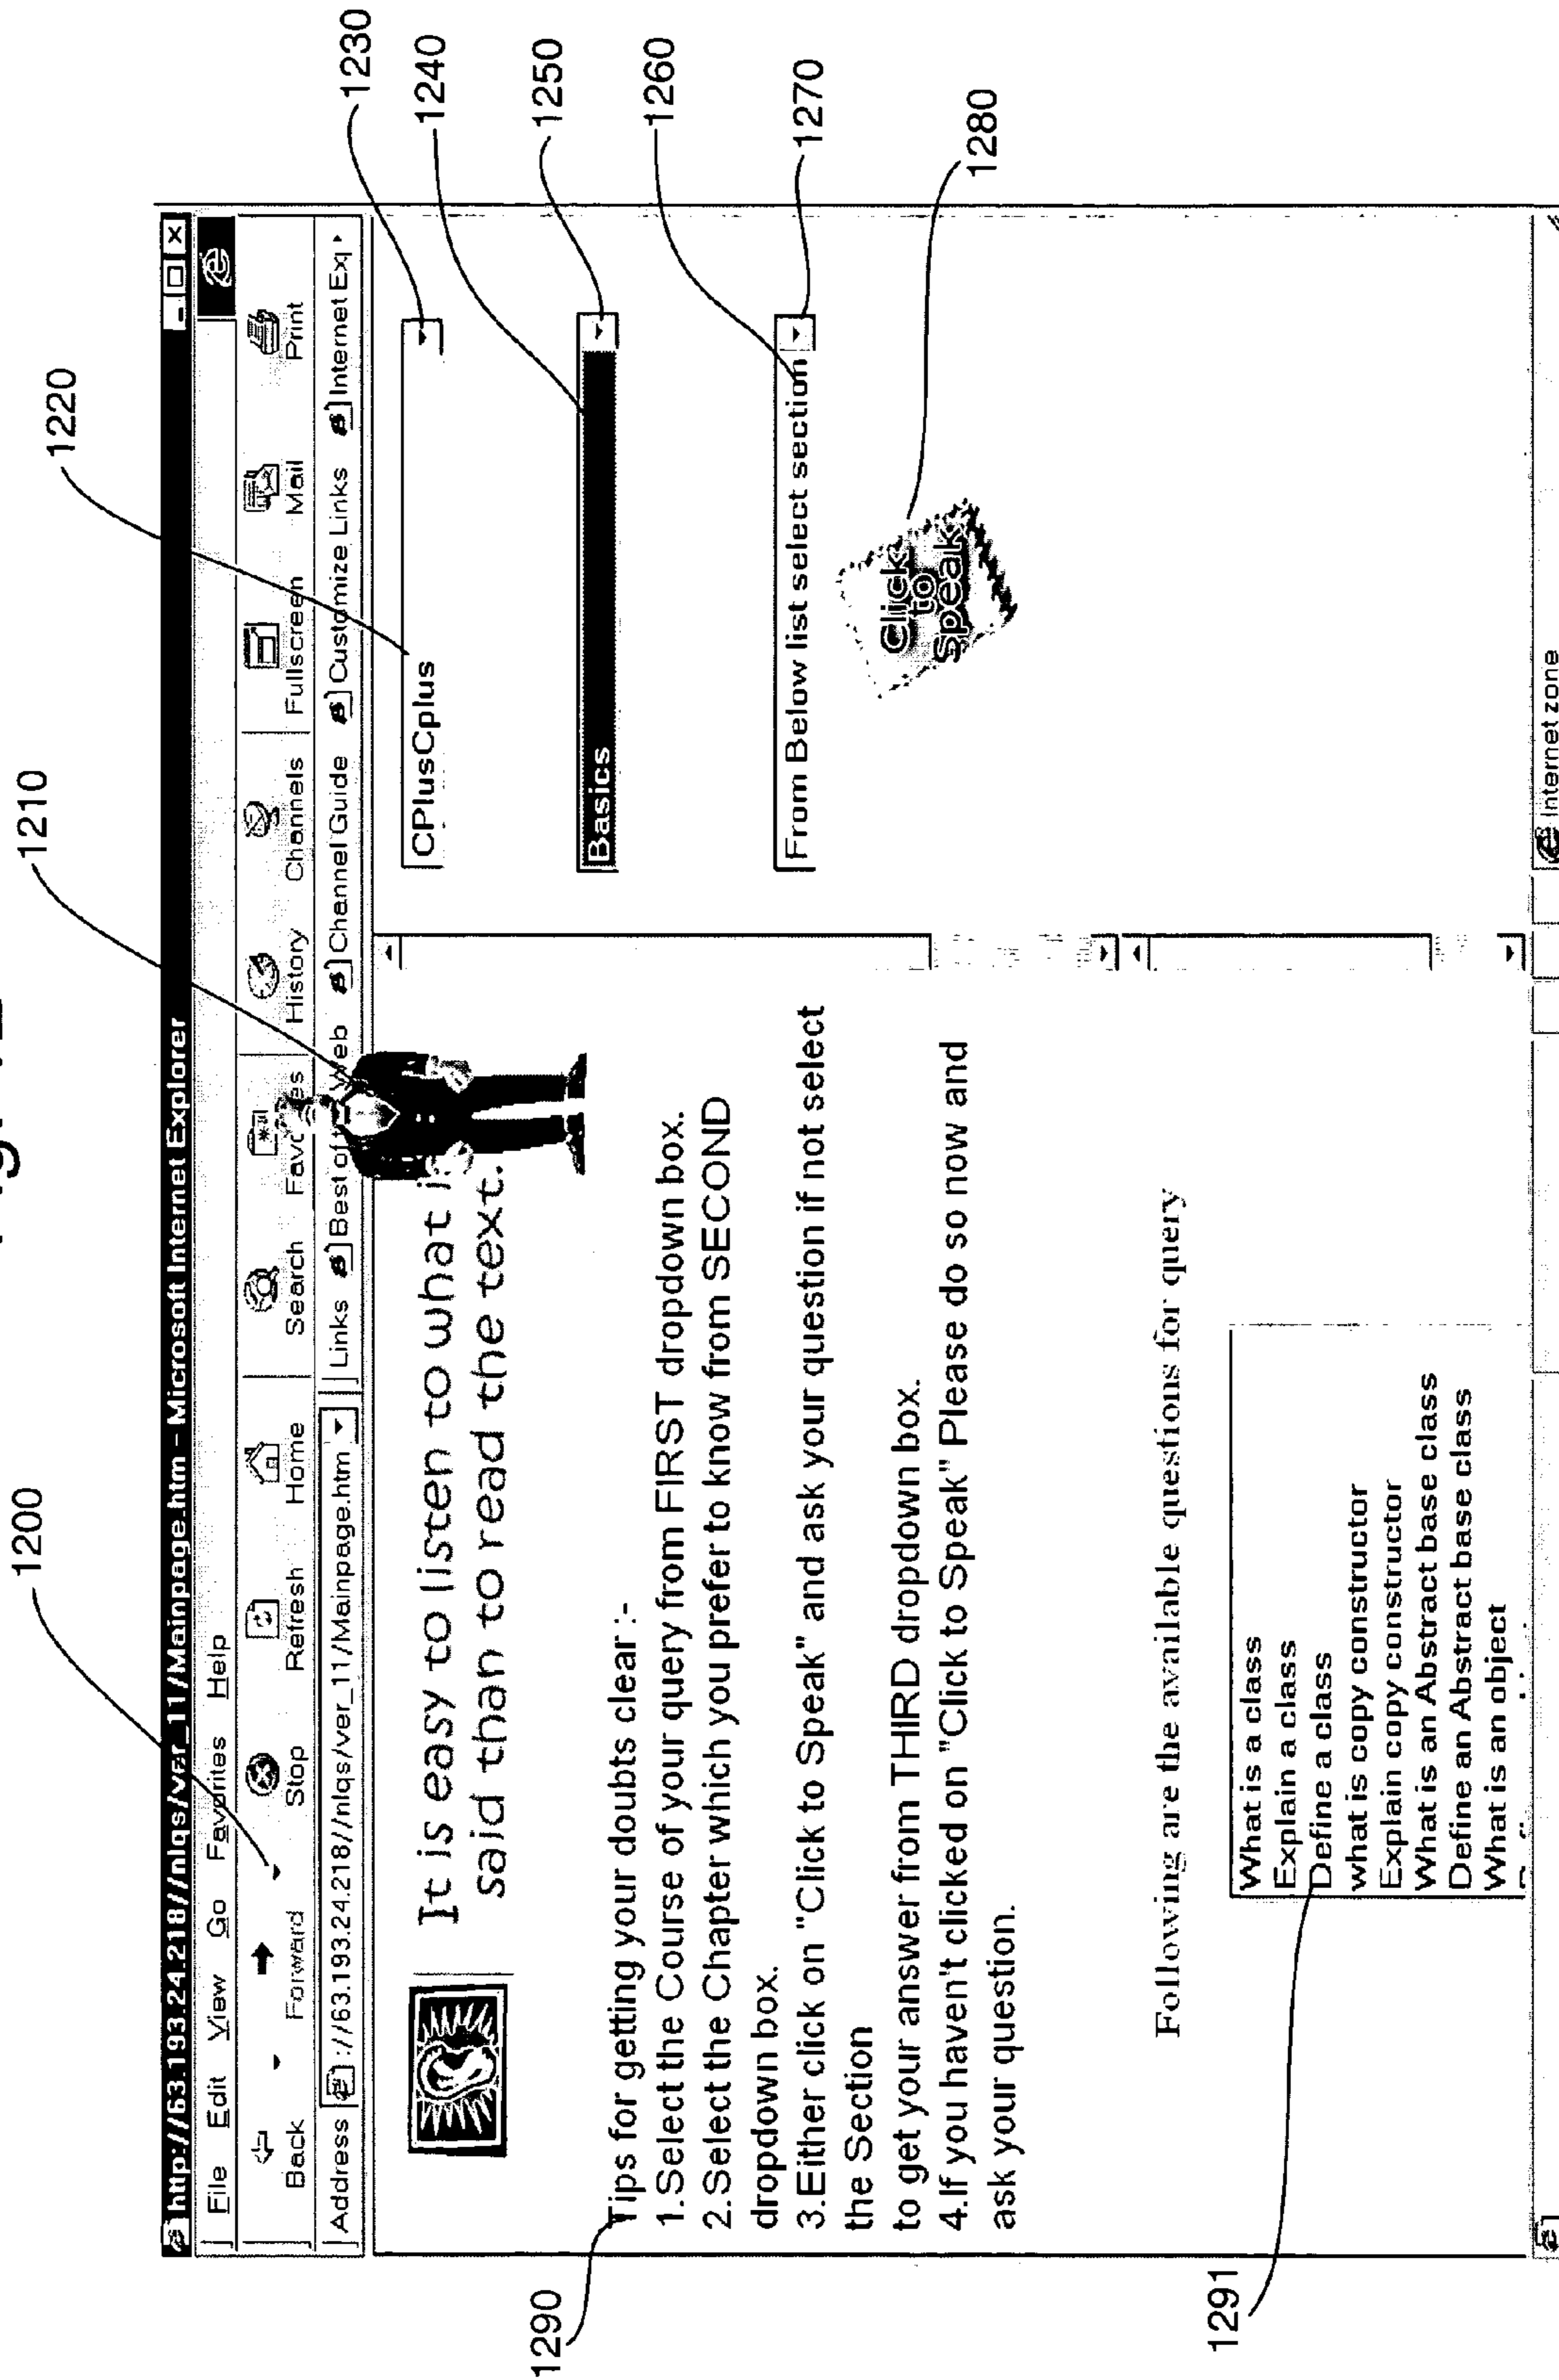 1200
1210
1220
http://63.193.24.218//nlqs/ver_11/Mainpage.htm - Microsoft Internet Explorer
File Edit View Go Favorites Help
Back Forward Stop Refresh Home Search Fav es History Channels Fullscreen Mail Print
Address ://63.193.24.218//nlqs/ver_11/Mainpage.htm Links Best of t Web Channel Guide Customize Links Internet Exp
It is easy to listen to what i
said than to read the text.
1290
Tips for getting your doubts clear :-
1.Select the Course of your query from FIRST dropdown box.
2.Select the Chapter which you prefer to know from SECOND
dropdown box.
3.Either click on "Click to Speak" and ask your question if not select
the Section
to get your answer from THIRD dropdown box.
4.If you haven't clicked on "Click to Speak" Please do so now and
ask your question.
Following are the available questions for query
1291
What is a class
Explain a class
Define a class
what is copy constructor
Explain copy constructor
What is an Abstract base class
Define an Abstract base class
What is an object
CPlusCplus
1230
1240
Basics
1250
1260
From Below list select section
1270
Click
to
Speak
1280
Internet zone